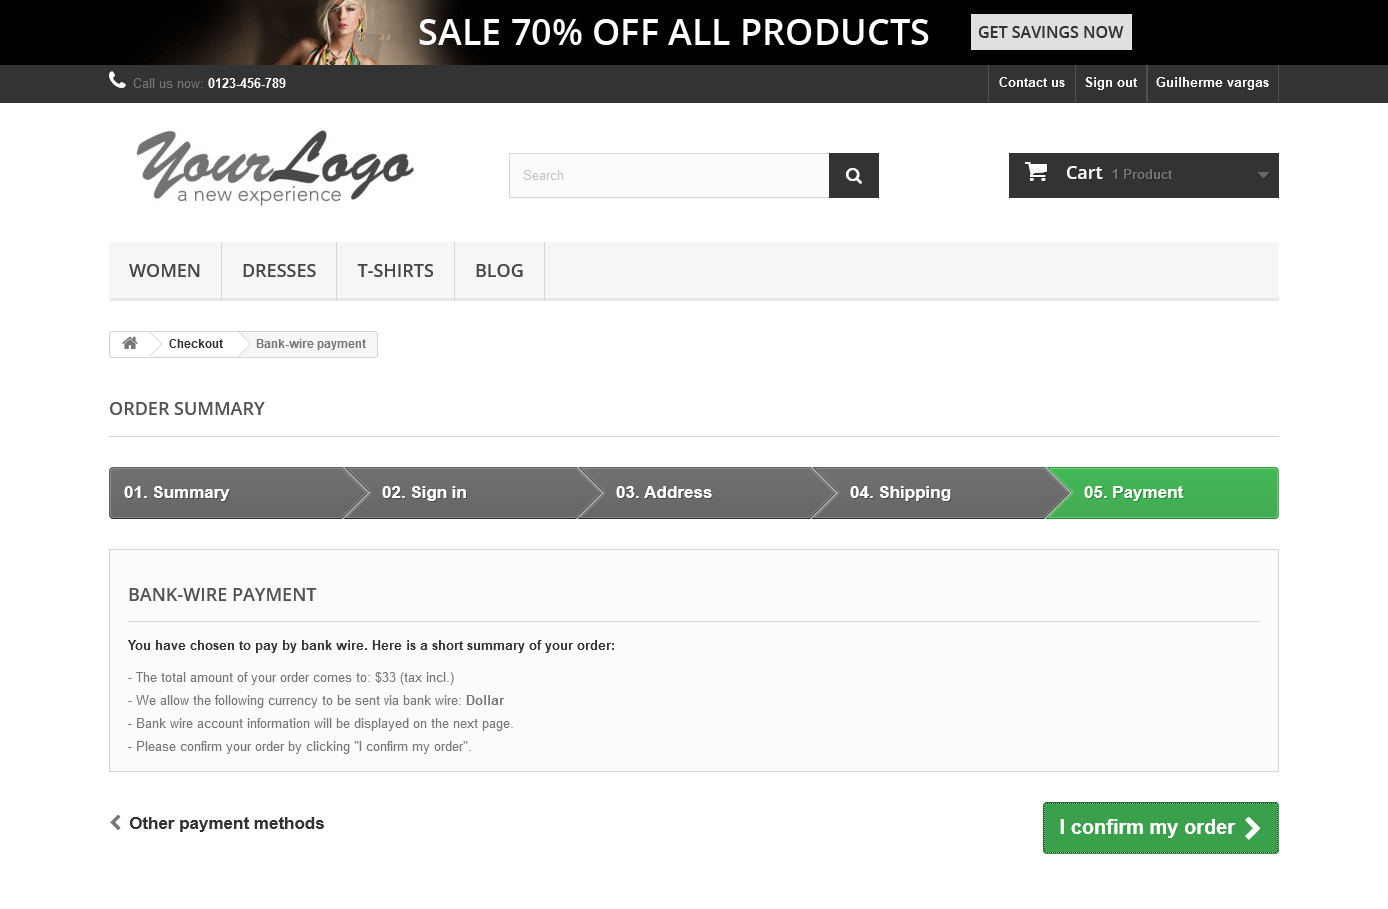 SALE 70% OFF ALL PRODUCTS
GET SAVINGS NOW
Call us now: 0123-456-789
Contact us
Sign out
Guilherme vargas
YourLogo
a new experience
Search
Cart 1 Product
WOMEN
DRESSES
T-SHIRTS
BLOG
Checkout
Bank-wire payment
ORDER SUMMARY
01. Summary
02. Sign in
03. Address
04. Shipping
05. Payment
BANK-WIRE PAYMENT
You have chosen to pay by bank wire. Here is a short summary of your order:
- The total amount of your order comes to: $33 (tax incl.)
- We allow the following currency to be sent via bank wire: Dollar
- Bank wire account information will be displayed on the next page.
- Please confirm your order by clicking "I confirm my order".
Other payment methods
I confirm my order